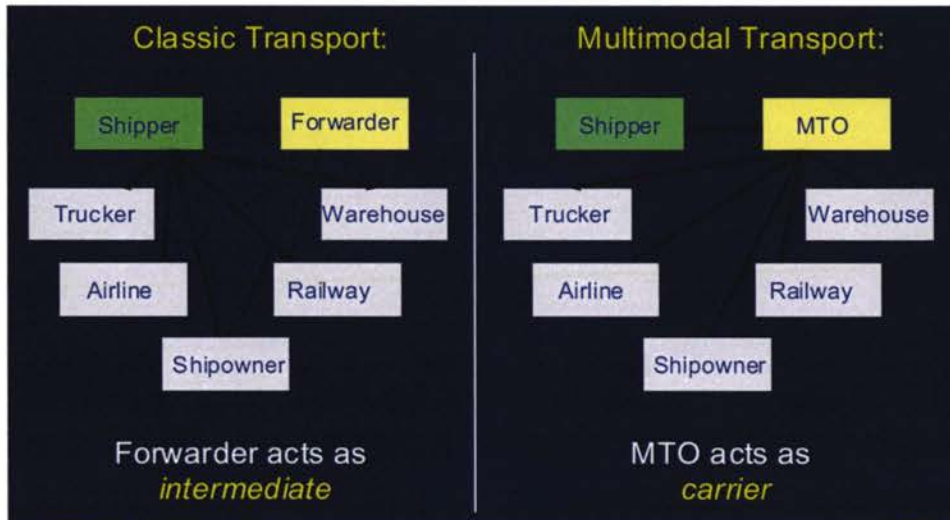 Classic Transport:
Shipper
Forwarder
Trucker
Warehouse
Airline
Railway
Shipowner
Forwarder acts as
intermediate
Multimodal Transport:
Shipper
MTO
Trucker
Warehouse
Airline
Railway
Shipowner
MTO acts as
carrier